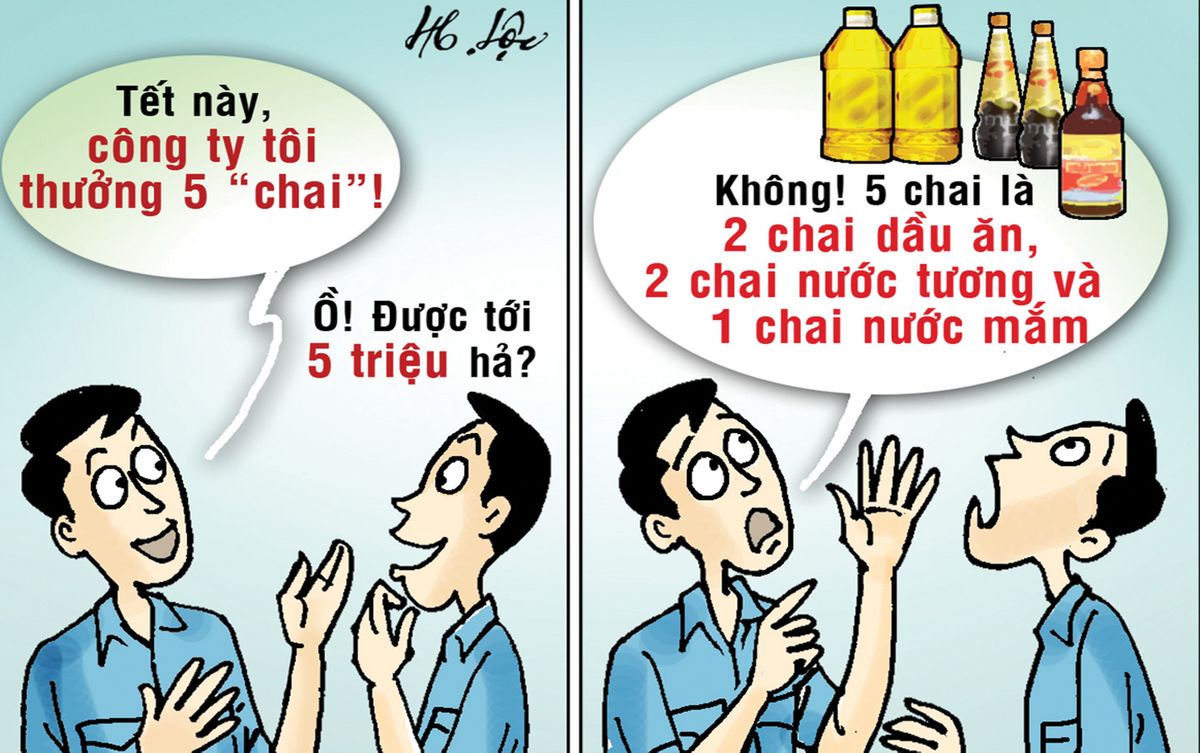 HG. Lộc
Tết này,
công ty tôi
thưởng 5 “chai”!
Ồ! Được tới
5 triệu hả?
Không! 5 chai là
2 chai dầu ăn,
2 chai nước tương và
1 chai nước mắm